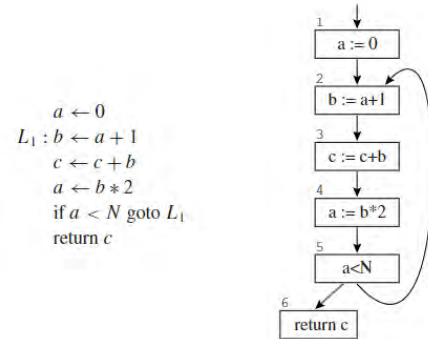 a ← 0
L₁ : b ← a + 1
c ← c + b
a ← b * 2
if a < N goto L₁
return c
1
a := 0
2
b := a+1
3
c := c+b
4
a := b*2
5
a<N
6
return c